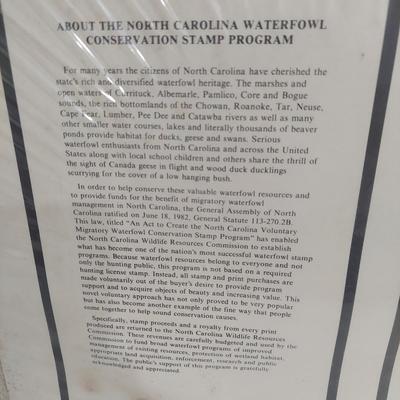 ABOUT THE NORTH CAROLINA WATERFOWL
CONSERVATION STAMP PROGRAM
For many years the citizens of North Carolina have cherished the
state's rich and diversified waterfowl heritage. The marshes and
open waters of Currituck, Albemarle, Pamlico, Core and Bogue
sounds, the rich bottomlands of the Chowan, Roanoke, Tar, Neuse,
Cape Fear, Lumber, Pee Dee and Catawba rivers as well as many
other smaller water courses, lakes and literally thousands of beaver
ponds provide habitat for ducks, geese and swans. Serious
waterfowl enthusiasts from North Carolina and across the United
States along with local school children and others share the thrill of
the sight of Canada geese in flight and wood duck ducklings
scurrying for the cover of a low hanging bush.
In order to help conserve these valuable waterfowl resources and
to provide funds for the benefit of migratory waterfowl
management in North Carolina, the General Assembly of North
Carolina ratified on June 18, 1982, General Statute 113-270.2B.
This law, titled "An Act to Create the North Carolina Voluntary
Migratory Waterfowl Conservation Stamp Program" has enabled
the North Carolina Wildlife Resources Commission to establish
what has become one of the nation's most successful waterfowl stamp
programs. Because waterfowl resources belong to everyone and not
only the hunting public, this program is not based on a required
hunting license stamp. Instead, all stamp and print purchases are
made voluntarily out of the buyer's desire to provide program
support and to acquire objects of beauty and increasing value. This
novel voluntary approach has not only proved to be very popular
but has also become another example of the fine way that people
come together to help sound conservation causes.
Specifically, stamp proceeds and a royalty from every print
produced are returned to the North Carolina Wildlife Resources
Commission. These revenues are carefully budgeted and used by the
Commission to fund broad waterfowl programs of improved
management of existing resources, protection of wetland habitat,
appropriate land acquisition, enforcement, research and public
education. The public's support of this program is gratefully
acknowledged and appreciated.